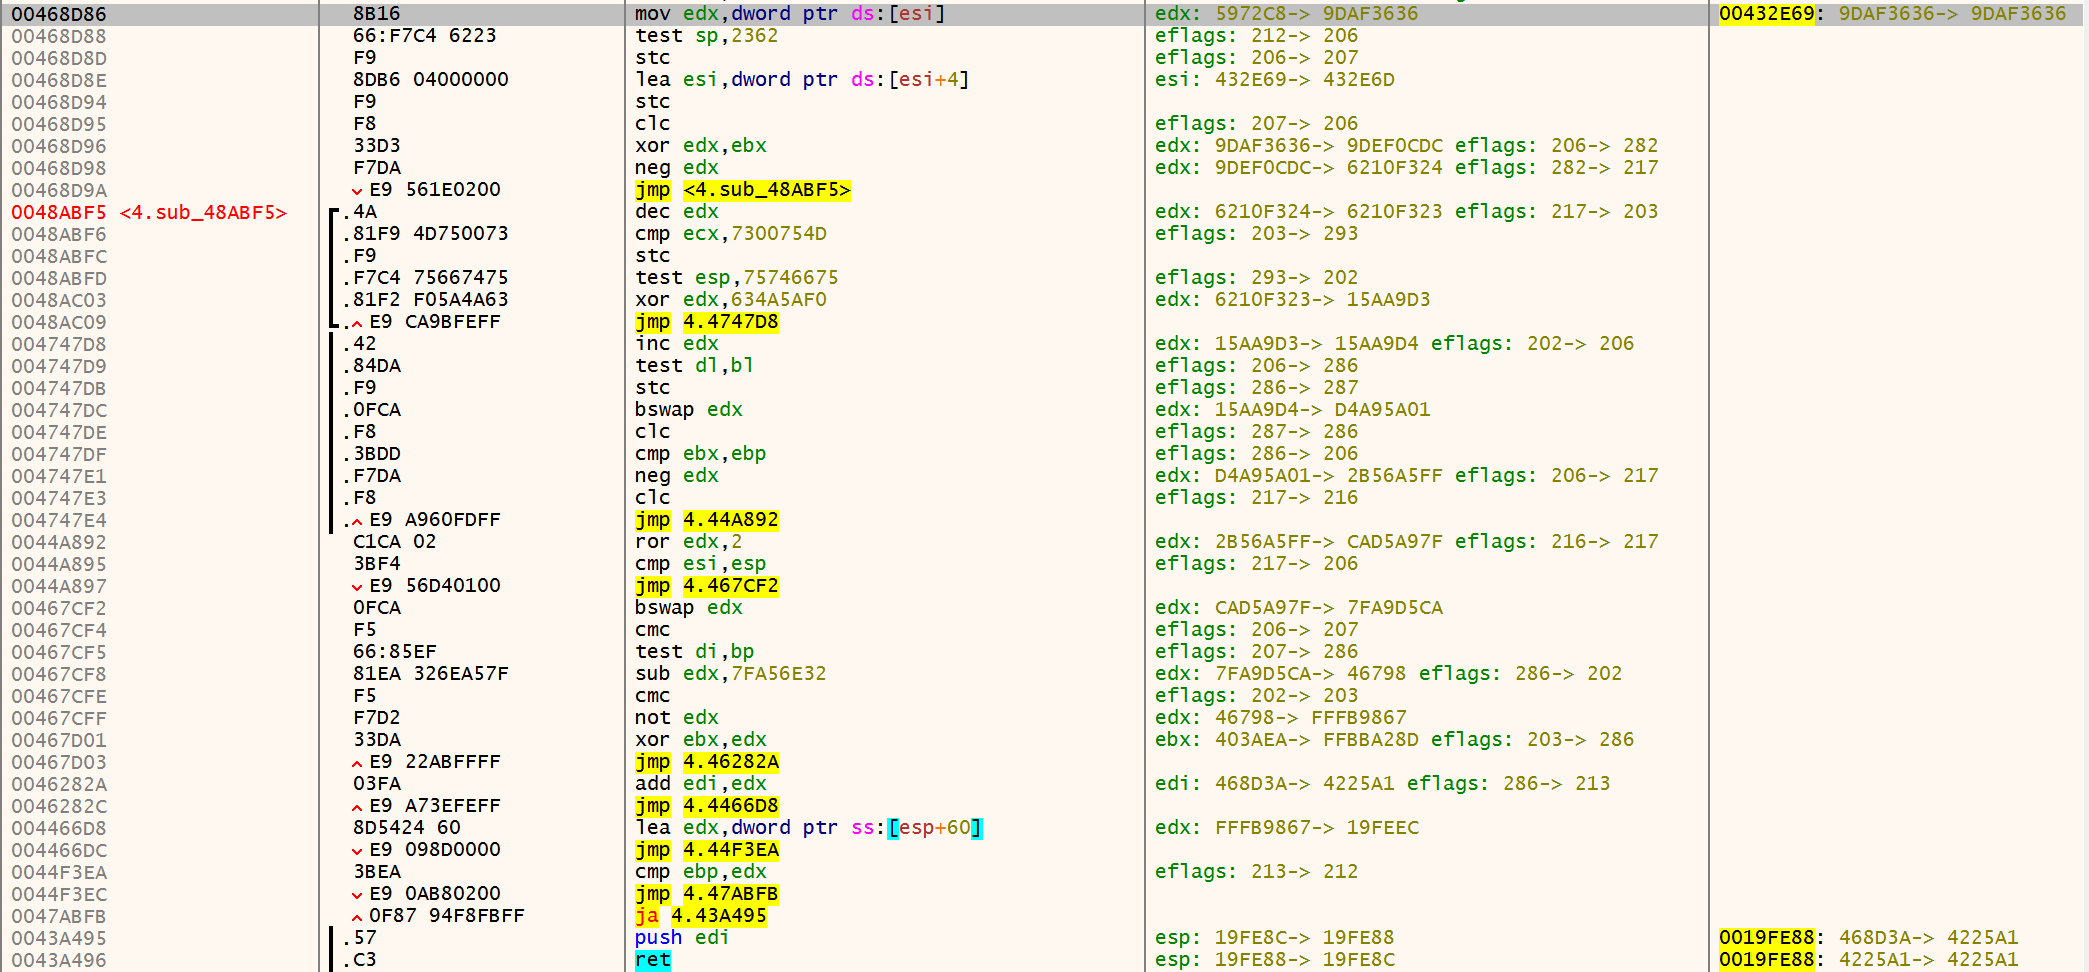 00468D86 8B16 mov edx,dword ptr ds:[esi] edx: 5972C8-> 9DAF3636 00432E69: 9DAF3636-> 9DAF3636
00468D88 66:F7C4 6223 test sp,2362 eflags: 212-> 206
00468D8D F9 stc eflags: 206-> 207
00468D8E 8DB6 04000000 lea esi,dword ptr ds:[esi+4] esi: 432E69-> 432E6D
00468D94 F9 stc
00468D95 F8 clc eflags: 207-> 206
00468D96 33D3 xor edx,ebx edx: 9DAF3636-> 9DEF0CDC eflags: 206-> 282
00468D98 F7DA neg edx edx: 9DEF0CDC-> 6210F324 eflags: 282-> 217
00468D9A E9 561E0200 jmp <4.sub_48ABF5>
0048ABF5 <4.sub_48ABF5> .4A dec edx edx: 6210F324-> 6210F323 eflags: 217-> 203
0048ABF6 .81F9 4D750073 cmp ecx,7300754D eflags: 203-> 293
0048ABFC .F9 stc
0048ABFD .F7C4 75667475 test esp,75746675 eflags: 293-> 202
0048AC03 .81F2 F05A4A63 xor edx,634A5AF0 edx: 6210F323-> 15AA9D3
0048AC09 . E9 CA9BFEFF jmp 4.4747D8
004747D8 .42 inc edx edx: 15AA9D3-> 15AA9D4 eflags: 202-> 206
004747D9 .84DA test dl,bl eflags: 206-> 286
004747DB .F9 stc eflags: 286-> 287
004747DC .0FCA bswap edx edx: 15AA9D4-> D4A95A01
004747DE .F8 clc eflags: 287-> 286
004747DF .3BDD cmp ebx,ebp eflags: 286-> 206
004747E1 .F7DA neg edx edx: D4A95A01-> 2B56A5FF eflags: 206-> 217
004747E3 .F8 clc eflags: 217-> 216
004747E4 . E9 A960FDFF jmp 4.44A892
0044A892 C1CA 02 ror edx,2 edx: 2B56A5FF-> CAD5A97F eflags: 216-> 217
0044A895 3BF4 cmp esi,esp eflags: 217-> 206
0044A897 E9 56D40100 jmp 4.467CF2
00467CF2 0FCA bswap edx edx: CAD5A97F-> 7FA9D5CA
00467CF4 F5 cmc eflags: 206-> 207
00467CF5 66:85EF test di,bp eflags: 207-> 286
00467CF8 81EA 326EA57F sub edx,7FA56E32 edx: 7FA9D5CA-> 46798 eflags: 286-> 202
00467CFE F5 cmc eflags: 202-> 203
00467CFF F7D2 not edx edx: 46798-> FFFB9867
00467D01 33DA xor ebx,edx ebx: 403AEA-> FFBBA28D eflags: 203-> 286
00467D03 E9 22ABFFFF jmp 4.46282A
0046282A 03FA add edi,edx edi: 468D3A-> 4225A1 eflags: 286-> 213
0046282C E9 A73EFEFF jmp 4.4466D8
004466D8 8D5424 60 lea edx,dword ptr ss:[esp+60] edx: FFFB9867-> 19FEEC
004466DC E9 098D0000 jmp 4.44F3EA
0044F3EA 3BEA cmp ebp,edx eflags: 213-> 212
0044F3EC E9 0AB80200 jmp 4.47ABFB
0047ABFB 0F87 94F8FBFF ja 4.43A495
0043A495 .57 push edi esp: 19FE8C-> 19FE88 0019FE88: 468D3A-> 4225A1
0043A496 .C3 ret esp: 19FE88-> 19FE8C 0019FE88: 4225A1-> 4225A1